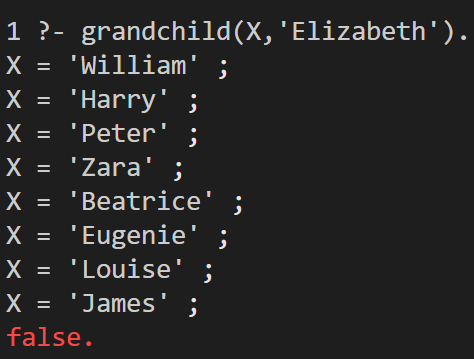 1 ?- grandchild(X,'Elizabeth').
X = 'William' ;
X = 'Harry' ;
X = 'Peter' ;
X = 'Zara' ;
X = 'Beatrice' ;
X = 'Eugenie' ;
X = 'Louise' ;
X = 'James' ;
false.